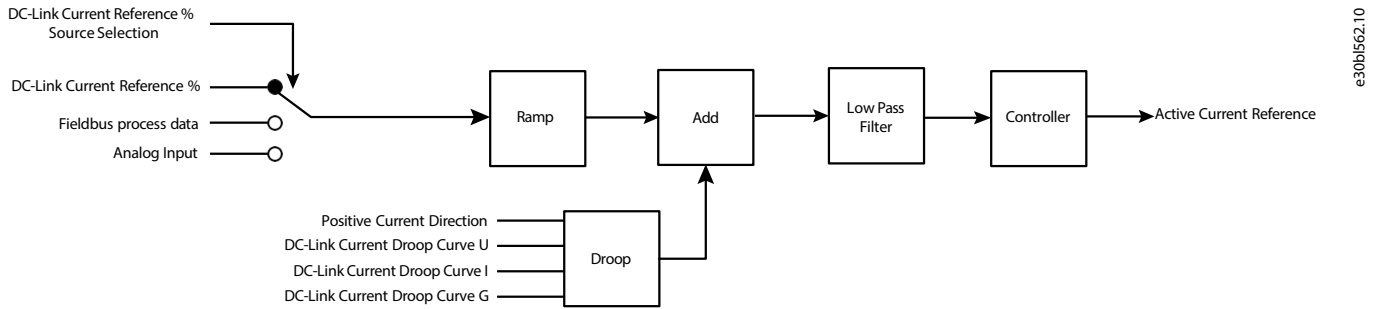 DC-Link Current Reference %
Source Selection
DC-Link Current Reference %
Fieldbus process data
Analog Input
Ramp
Add
Low Pass
Filter
Controller
Active Current Reference
Positive Current Direction
DC-Link Current Droop Curve U
DC-Link Current Droop Curve I
DC-Link Current Droop Curve G
Droop
e30bl562.10